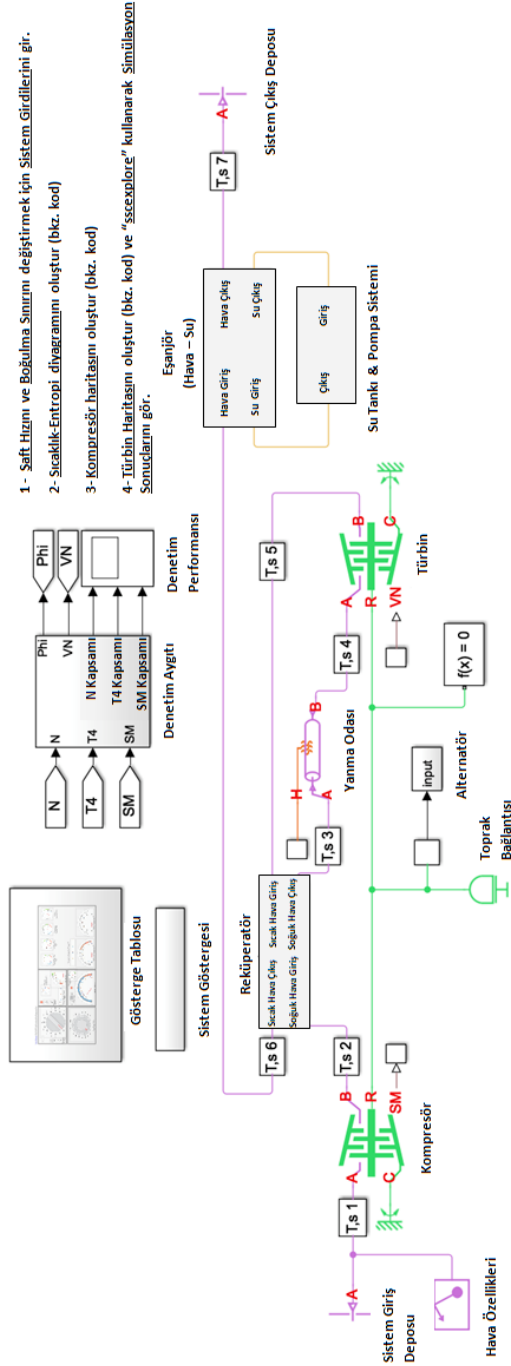 1 - Şaft Hızını ve Boğulma Sınırını değiştirmek için Sistem Girdilerini gir.
2- Sıcaklık-Entropi diyagramını oluştur (bkz. kod)
3- Kompresör haritasını oluştur (bkz. kod)
4- Türbin Haritasını oluştur (bkz. kod) ve "sscexplore" kullanarak Simülasyon
Sonuçlarını gör.
Gösterge Tablosu
Sistem Göstergesi
N
T4
SM
N
T4
SM
Phi
VN
N Kapsamı
T4 Kapsamı
SM Kapsamı
Denetim Aygıtı
Phi
VN
Denetim
Performansı
Eşanjör
(Hava – Su)
Hava Giriş
Hava Çıkış
Su Giriş
Su Çıkış
Çıkış
Giriş
Su Tankı & Pompa Sistemi
T,s 7
A
Sistem Çıkış Deposu
Reküperatör
Sıcak Hava Çıkış
Sıcak Hava Giriş
Soğuk Hava Giriş
Soğuk Hava Çıkış
T,s 6
T,s 2
T,s 3
T,s 5
T,s 4
H
A
B
Yanma Odası
A
Sistem Giriş
Deposu
Hava Özellikleri
T,s 1
A
B
R
C
SM
Kompresör
Toprak
Bağlantısı
input
Alternatör
f(x) = 0
A
B
R
C
VN
Türbin